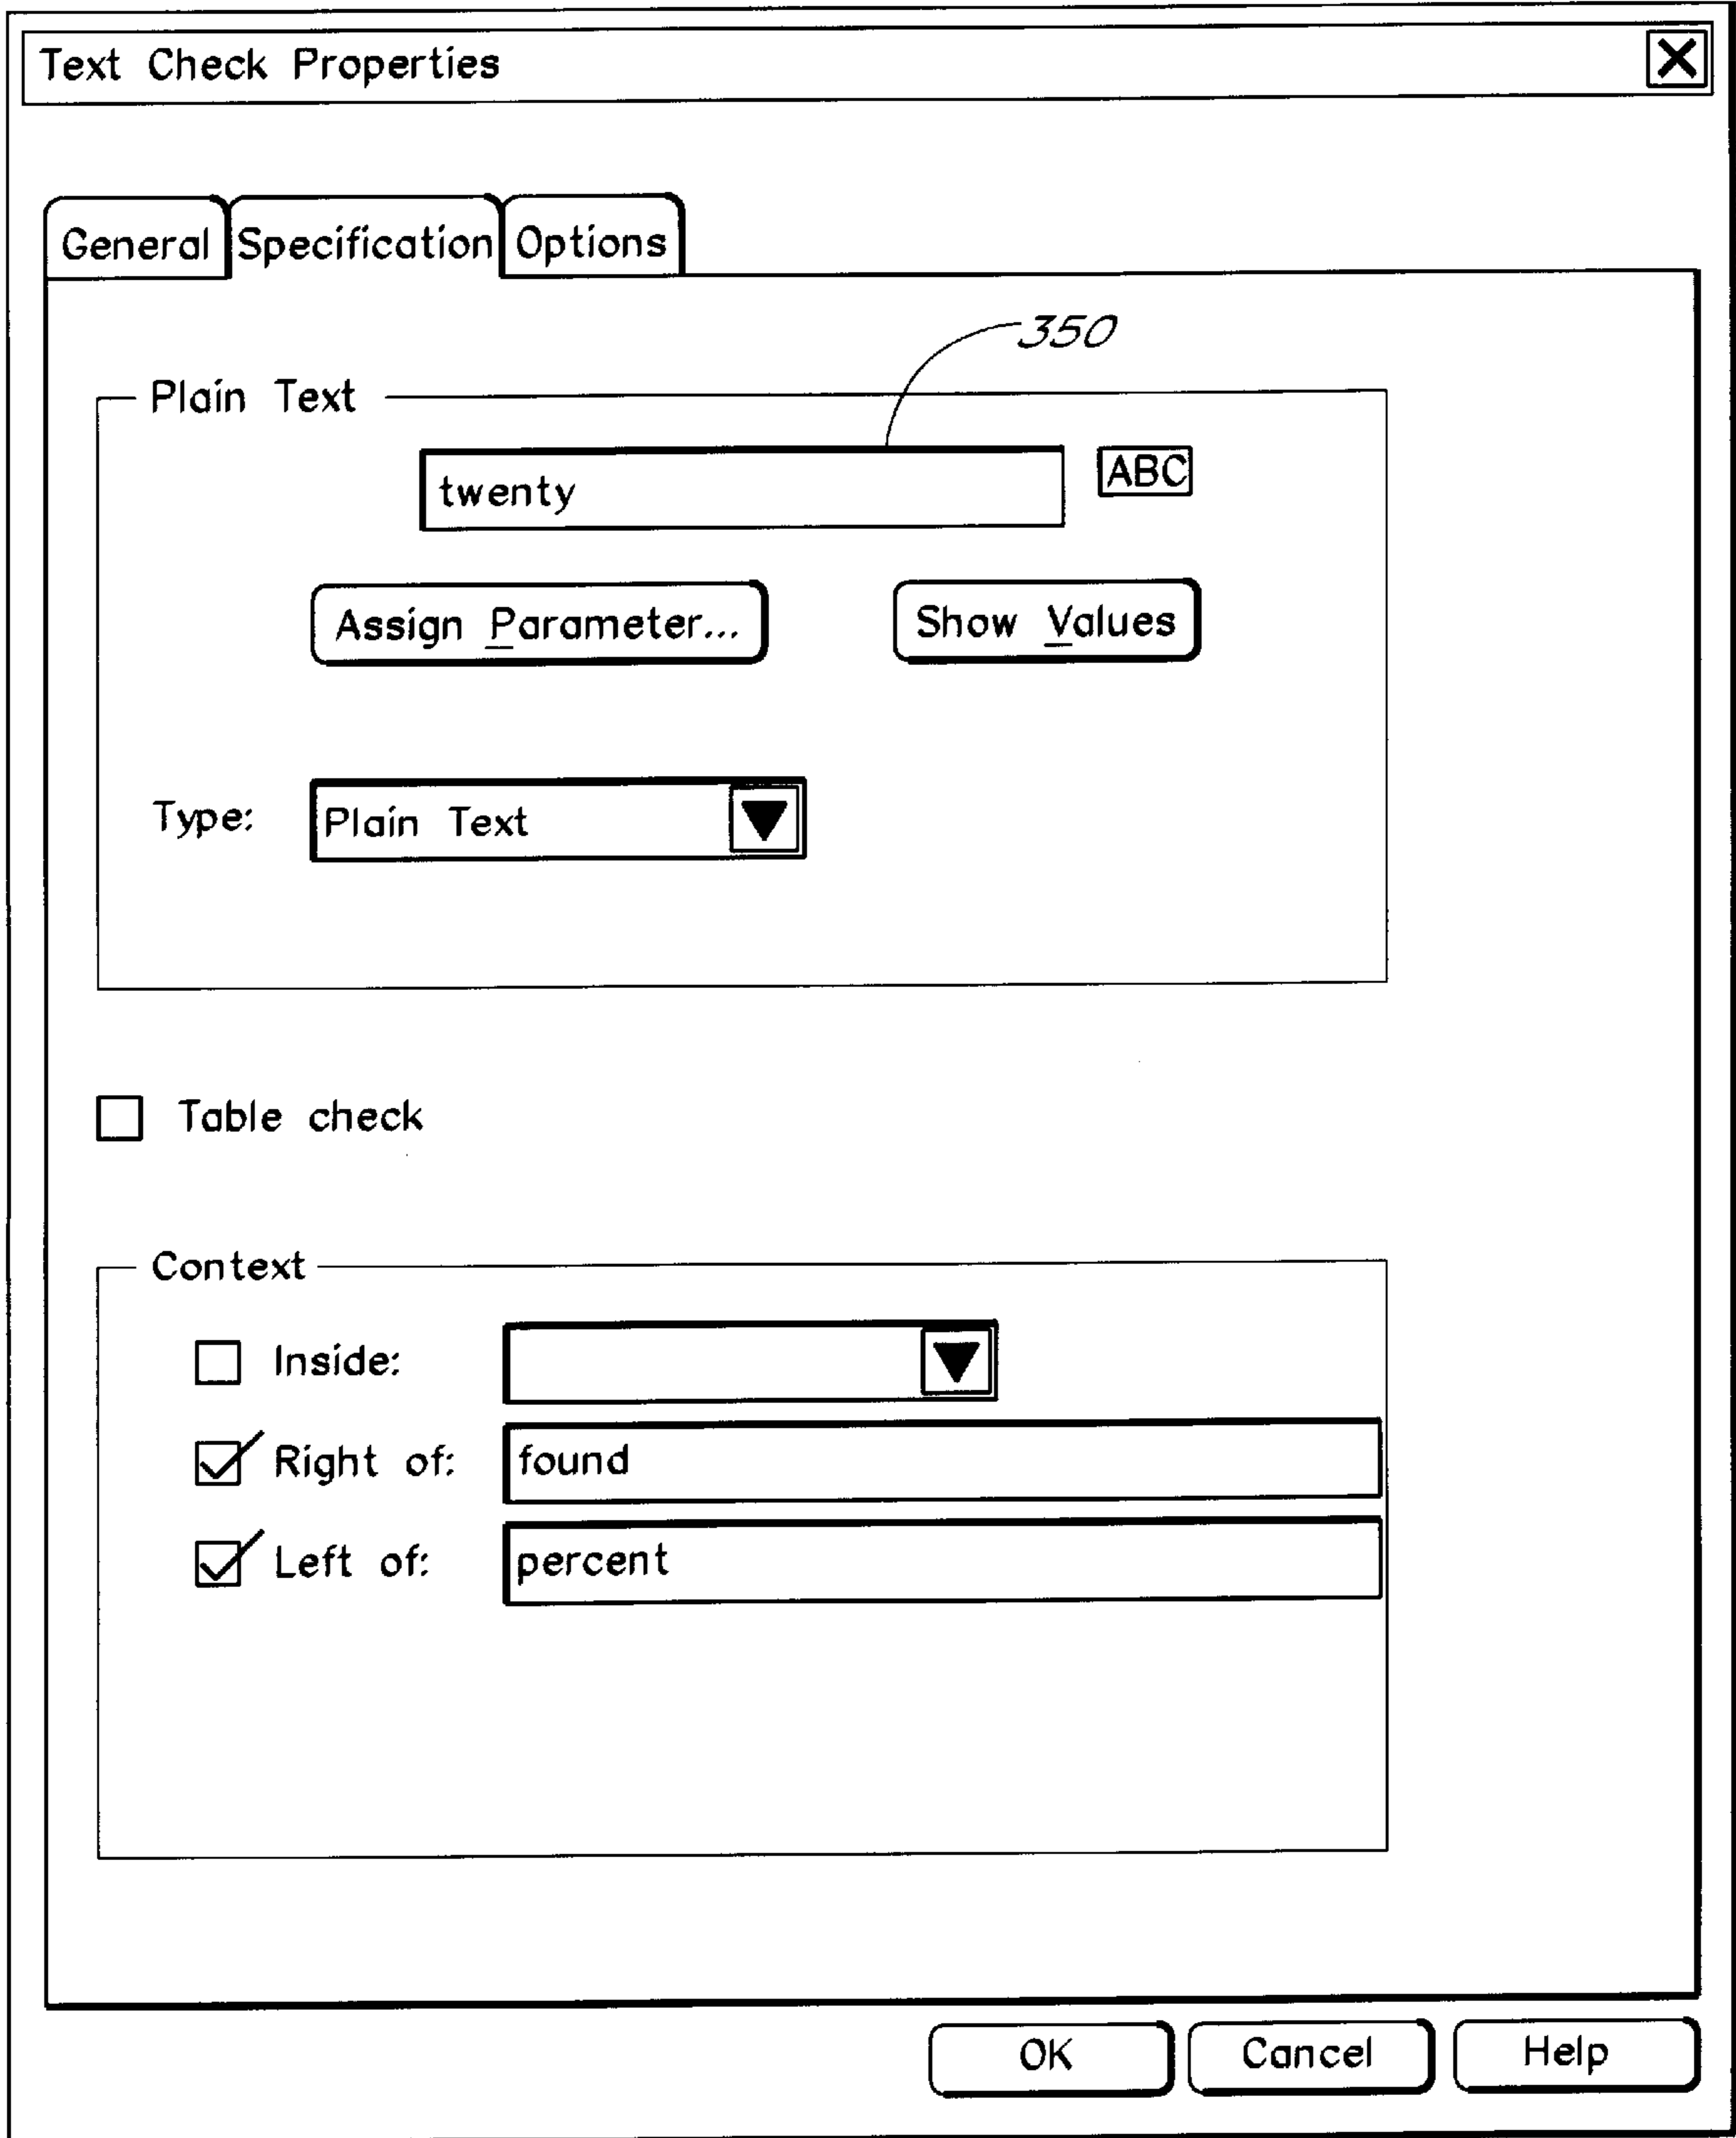 Text Check Properties
General Specification Options
350
Plain Text
twenty ABC
Assign Parameter... Show Values
Type: Plain Text
Table check
Context
Inside:
Right of: found
Left of: percent
OK Cancel Help